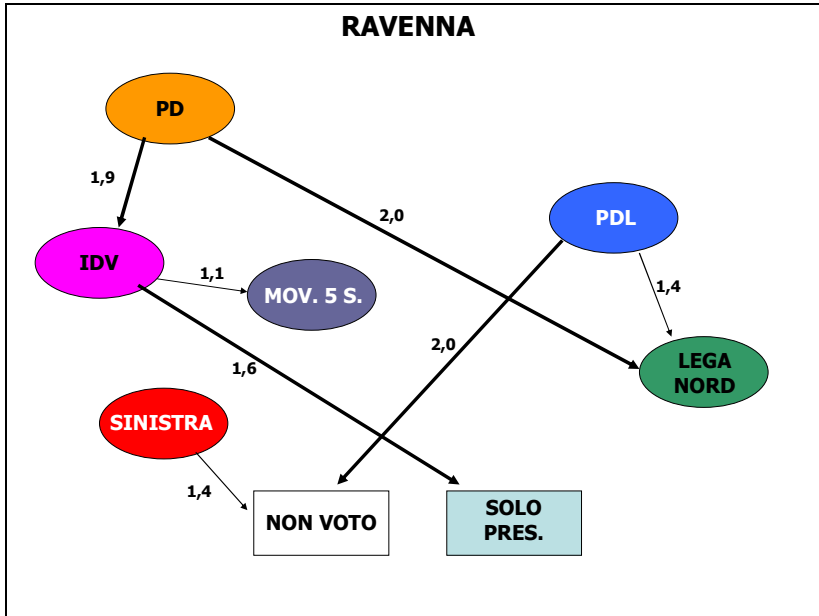 RAVENNA
PD
1,9
2,0
PDL
IDV
1,1
MOV. 5 S.
1,4
2,0
1,6
LEGA
NORD
SINISTRA
1,4
NON VOTO
SOLO
PRES.